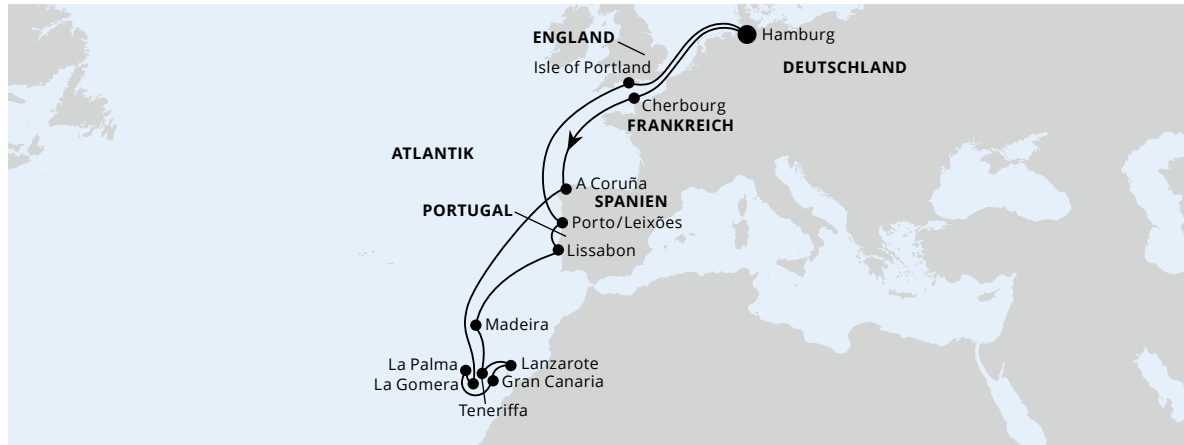 ENGLAND
Hamburg
Isle of Portland
DEUTSCHLAND
Cherbourg
FRANKREICH
ATLANTIK
A Coruña
SPANIEN
PORTUGAL
Porto/Leixões
Lissabon
Madeira
La Palma
Lanzarote
La Gomera
Gran Canaria
Teneriffa